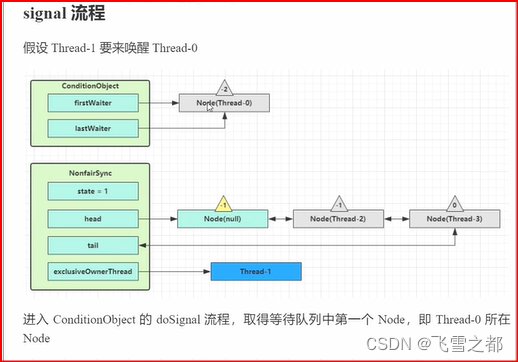 signal 流程
假设 Thread-1 要来唤醒 Thread-0
ConditionObject
-2
firstWaiter
Node(Thread-0)
lastWaiter
NonfairSync
state = 1
-1
-1
0
head
Node(null)
Node(Thread-2)
Node(Thread-3)
tail
exclusiveOwnerThread
Thread-1
进入 ConditionObject 的 doSignal 流程，取得等待队列中第一个 Node，即 Thread-0 所在
Node
CSDN @飞雪之都